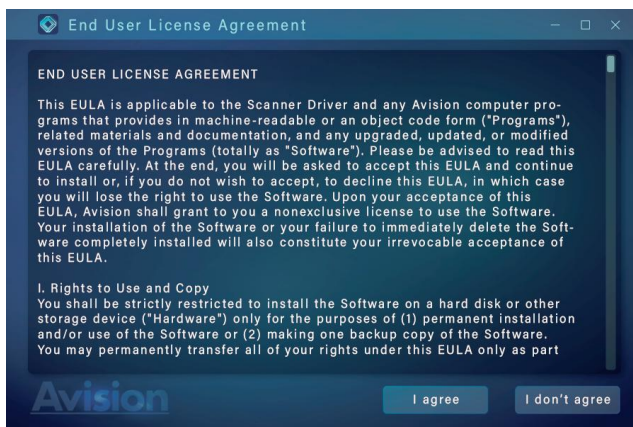 End User License Agreement
END USER LICENSE AGREEMENT
This EULA is applicable to the Scanner Driver and any Avision computer pro-
grams that provides in machine-readable or an object code form ("Programs"),
related materials and documentation, and any upgraded, updated, or modified
versions of the Programs (totally as "Software"). Please be advised to read this
EULA carefully. At the end, you will be asked to accept this EULA and continue
to install or, if you do not wish to accept, to decline this EULA, in which case
you will lose the right to use the Software. Upon your acceptance of this
EULA, Avision shall grant to you a nonexclusive license to use the Software.
Your installation of the Software or your failure to immediately delete the Soft-
ware completely installed will also constitute your irrevocable acceptance of
this EULA.
I. Rights to Use and Copy
You shall be strictly restricted to install the Software on a hard disk or other
storage device ("Hardware") only for the purposes of (1) permanent installation
and/or use of the Software or (2) making one backup copy of the Software.
You may permanently transfer all of your rights under this EULA only as part
Avision
I agree
I don't agree